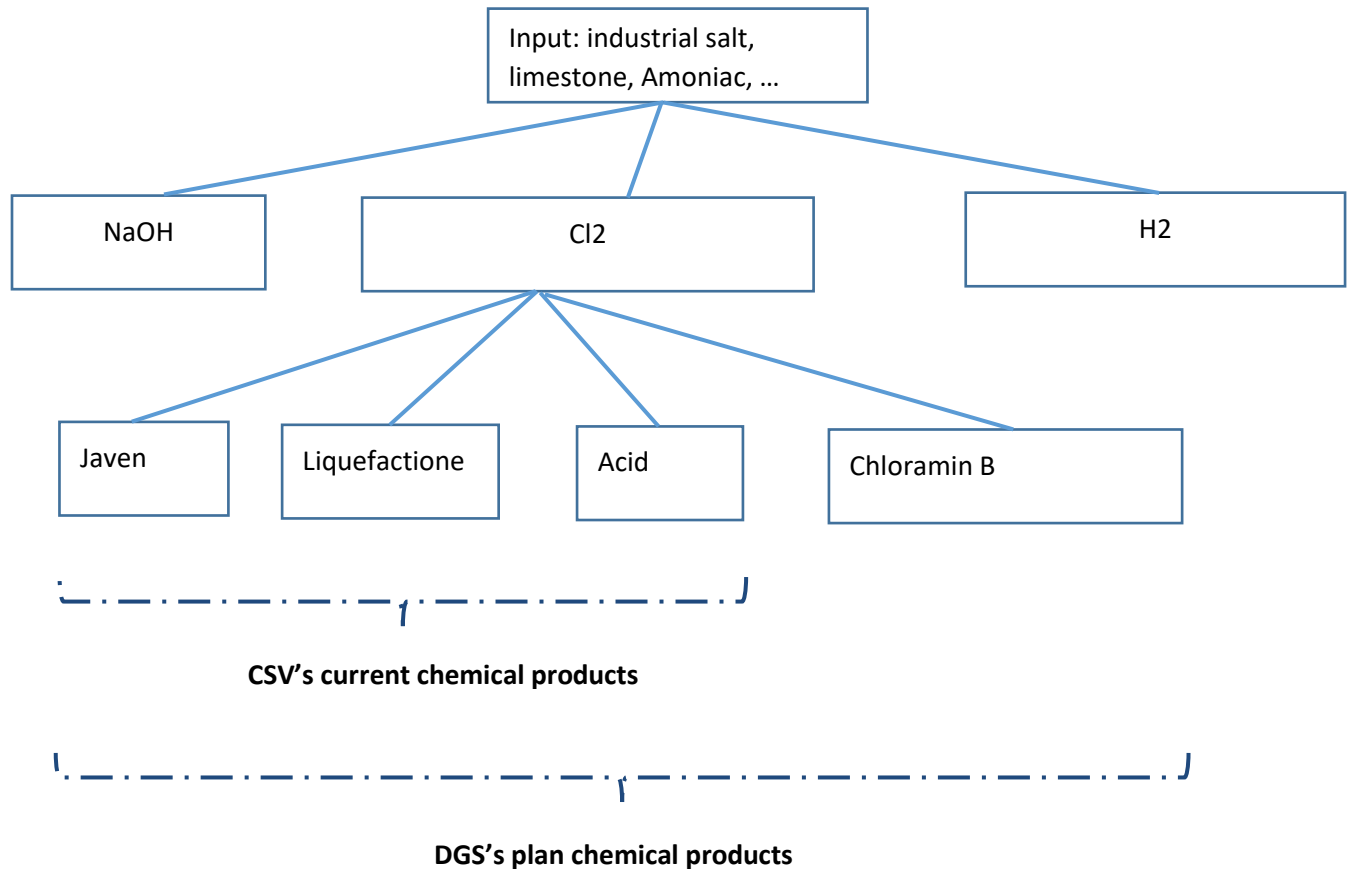 Input: industrial salt,
limestone, Amoniac, …
NaOH
Cl2
H2
Javen
Liquefactione
Acid
Chloramin B
CSV’s current chemical products
DGS’s plan chemical products